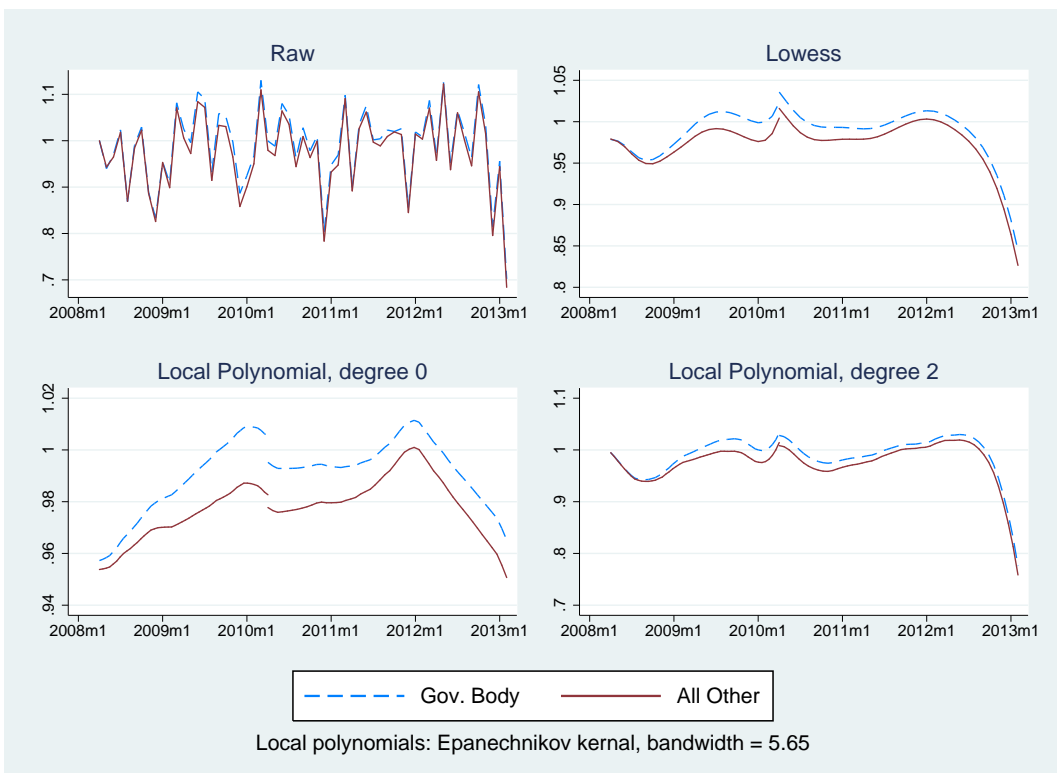 Raw
1.1
1
.9
.8
.7
2008m1 2009m1 2010m1 2011m1 2012m1 2013m1
Lowess
1.05
1
.95
.9
.85
.8
2008m1 2009m1 2010m1 2011m1 2012m1 2013m1
Local Polynomial, degree 0
1.02
1
.98
.96
.94
2008m1 2009m1 2010m1 2011m1 2012m1 2013m1
Local Polynomial, degree 2
1.1
1
.9
.8
.7
2008m1 2009m1 2010m1 2011m1 2012m1 2013m1
Gov. Body All Other
Local polynomials: Epanechnikov kernel, bandwidth = 5.65